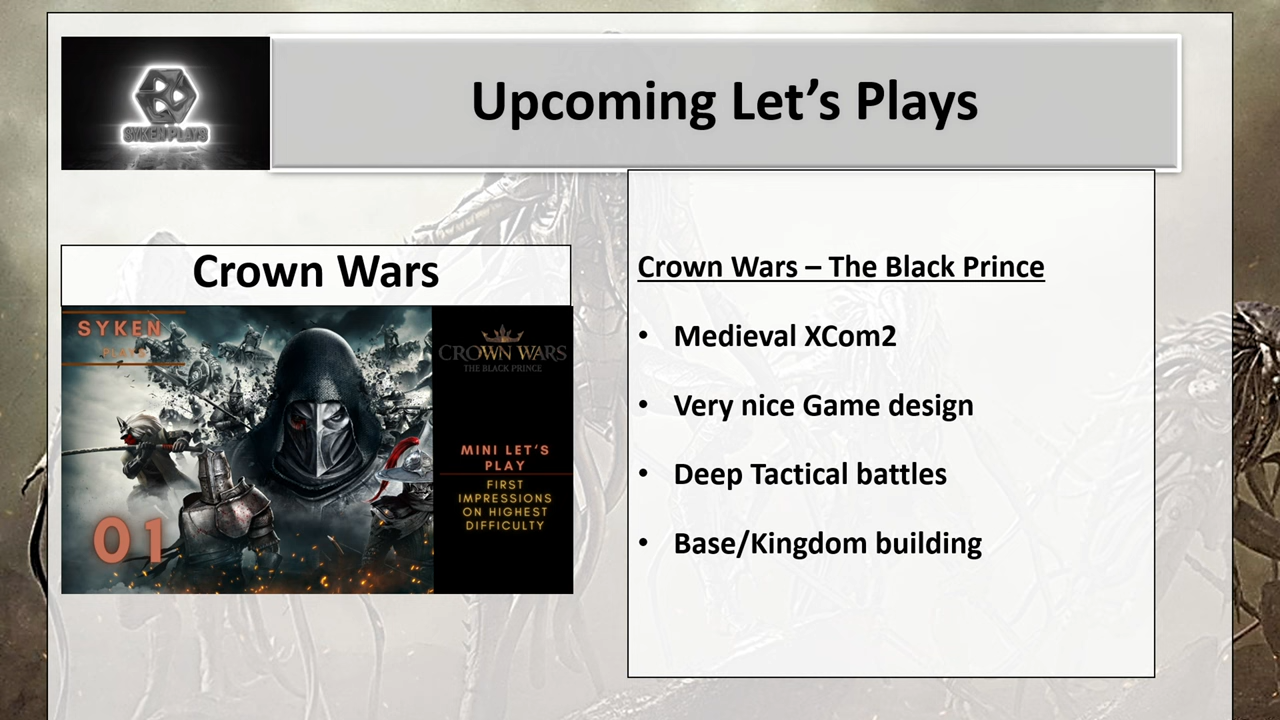 SYKEN PLAYS
Upcoming Let’s Plays
Crown Wars
SYKEN
PLAYS
01
CROWN WARS
THE BLACK PRINCE
MINI LET’S
PLAY
FIRST
IMPRESSIONS
ON HIGHEST
DIFFICULTY
Crown Wars – The Black Prince
• Medieval XCom2
• Very nice Game design
• Deep Tactical battles
• Base/Kingdom building